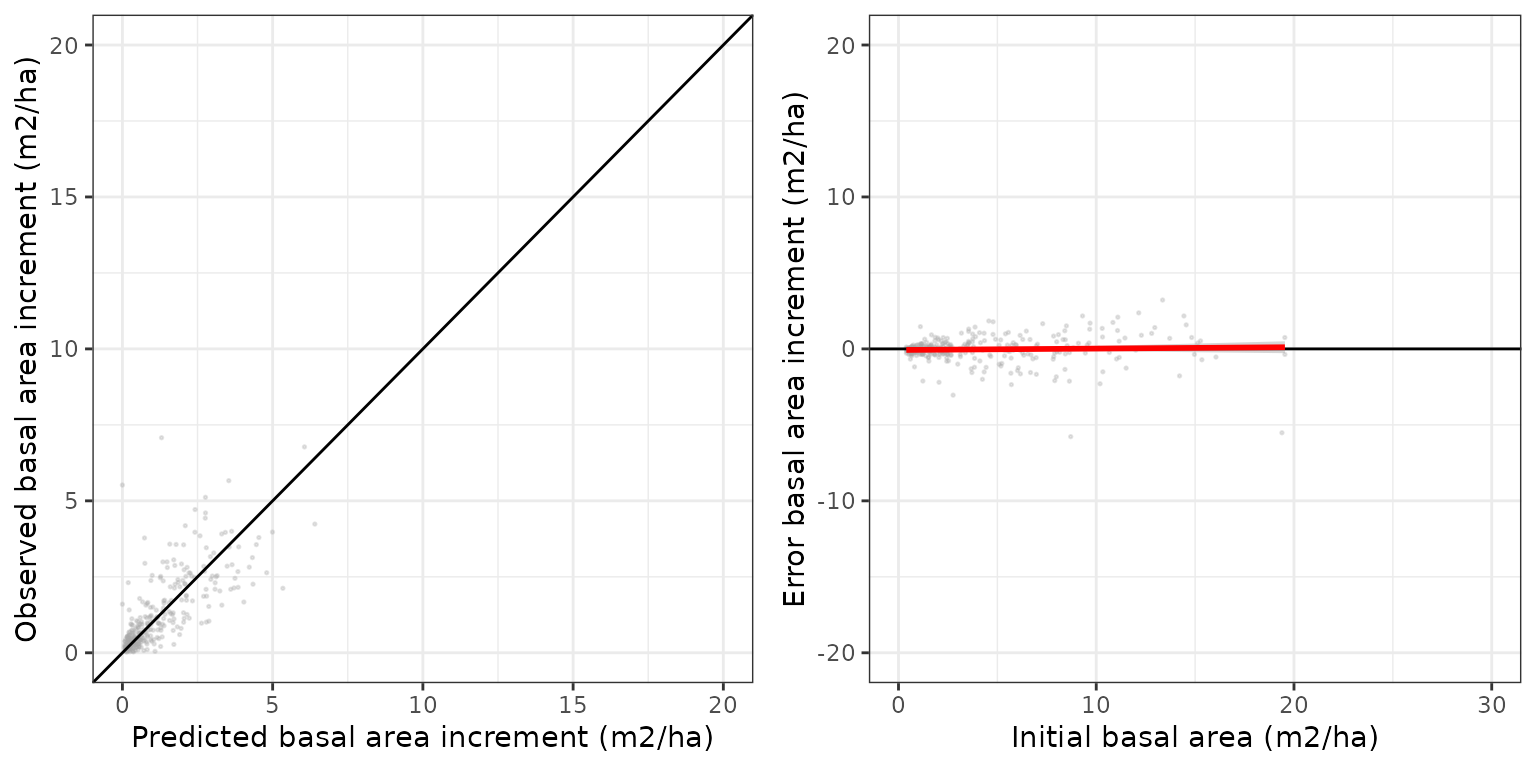 Observed basal area increment (m2/ha)
20
15
10
5
0
0 5 10 15 20
Predicted basal area increment (m2/ha)
Error basal area increment (m2/ha)
20
10
0
-10
-20
0 10 20 30
Initial basal area (m2/ha)